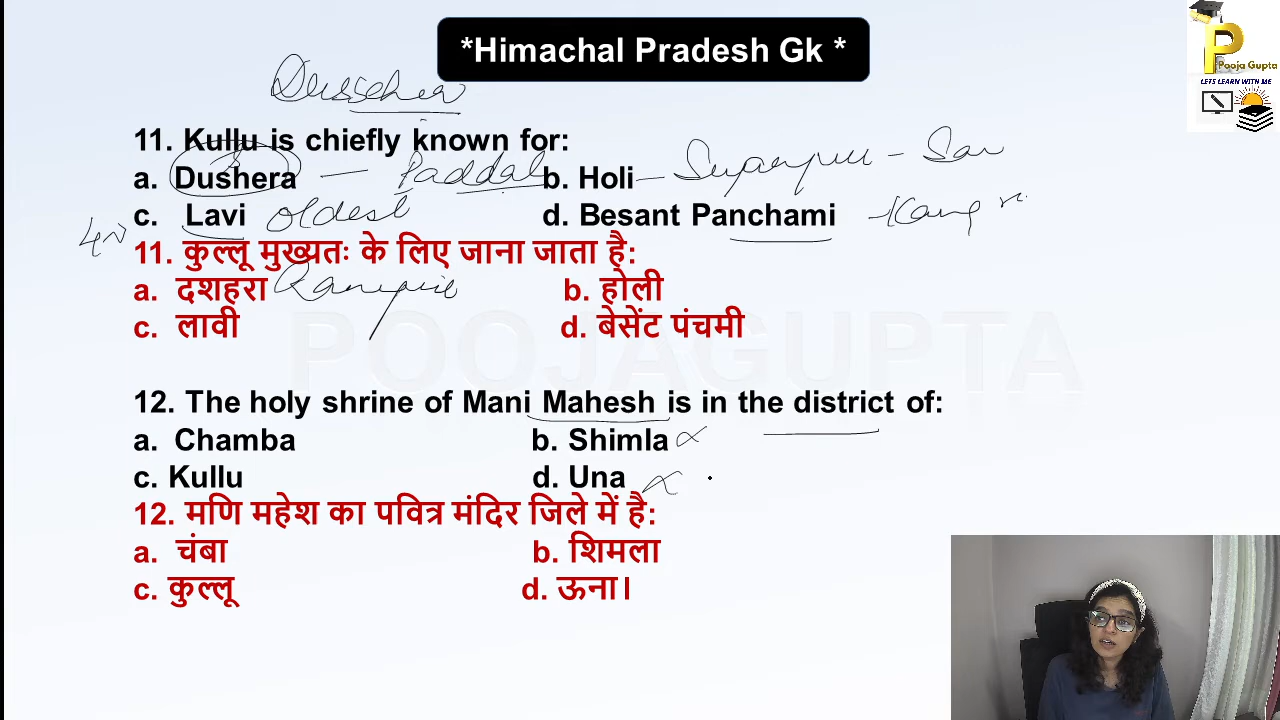 *Himachal Pradesh Gk *
P
Pooja Gupta
LETS LEARN WITH ME
Dussehra
11. Kullu is chiefly known for:
a. Dushera — Paddal b. Holi — Sujanpur -
c. Lavi oldest d. Besant Panchami - Kang
11. कुल्लू मुख्यतः के लिए जाना जाता है:
a. दशहरा Rampur b. होली
c. लावी d. बेसेंट पंचमी
POOJAGUPTA
12. The holy shrine of Mani Mahesh is in the district of:
a. Chamba b. Shimla
c. Kullu d. Una
12. मणि महेश का पवित्र मंदिर जिले में है:
a. चंबा b. शिमला
c. कुल्लू d. ऊना।